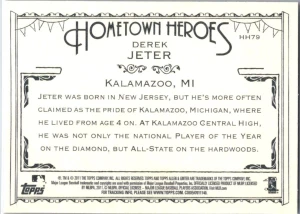 HOMETOWN HEROES
HH79
DEREK
JETER
KALAMAZOO, MI
JETER WAS BORN IN NEW JERSEY, BUT HE'S MORE OFTEN
CLAIMED AS THE PRIDE OF KALAMAZOO, MICHIGAN, WHERE
HE LIVED FROM AGE 4 ON. AT KALAMAZOO CENTRAL HIGH,
HE WAS NOT ONLY THE NATIONAL PLAYER OF THE YEAR
ON THE DIAMOND, BUT ALL-STATE ON THE HARDWOODS.
TOPPS